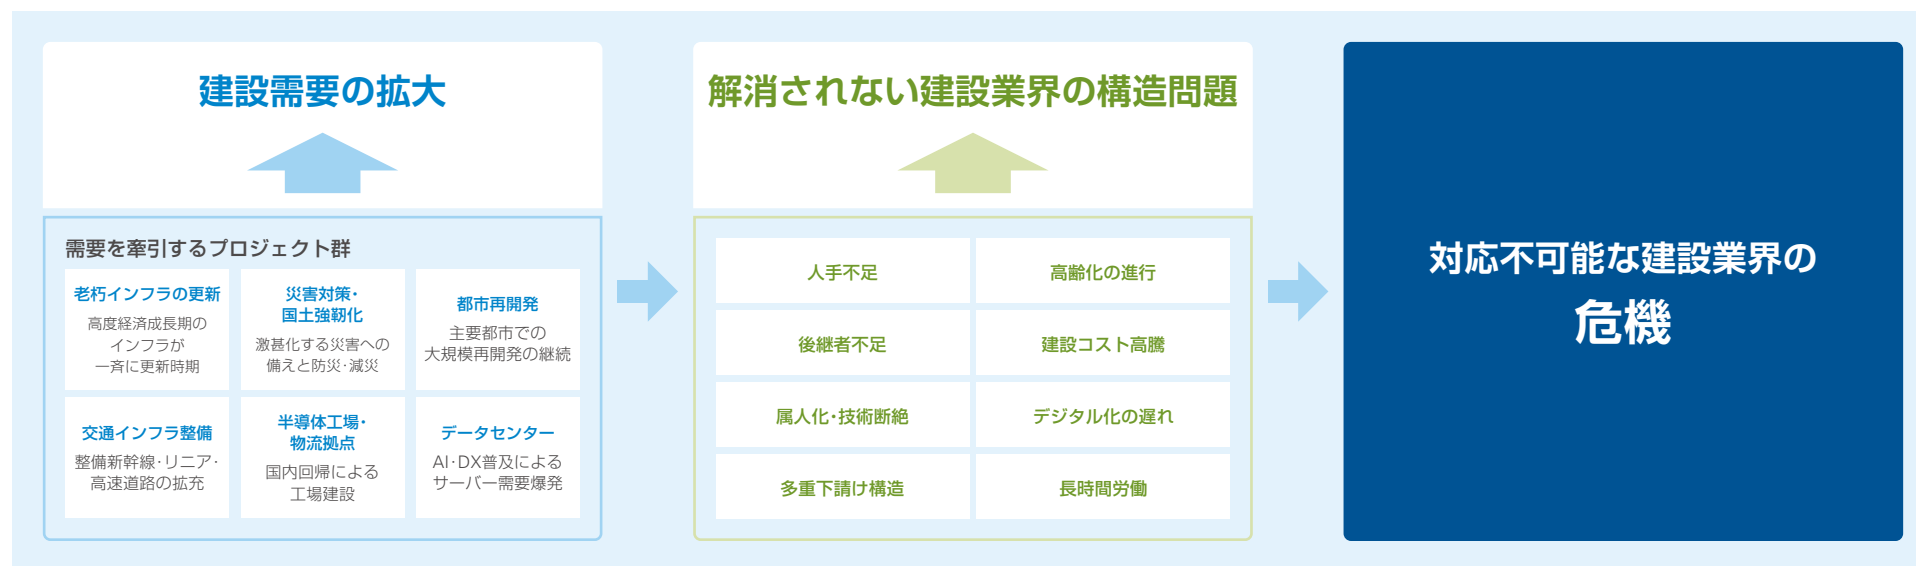 建設需要の拡大
需要を牽引するプロジェクト群
老朽インフラの更新
高度経済成長期の
インフラが
一斉に更新時期
災害対策・
国土強靭化
激甚化する災害への
備えと防災・減災
都市再開発
主要都市での
大規模再開発の継続
交通インフラ整備
整備新幹線・リニア・
高速道路の拡充
半導体工場・
物流拠点
国内回帰による
工場建設
データセンター
AI・DX普及による
サーバー需要爆発
解消されない建設業界の構造問題
人手不足
高齢化の進行
後継者不足
建設コスト高騰
属人化・技術断絶
デジタル化の遅れ
多重下請け構造
長時間労働
対応不可能な建設業界の
危機